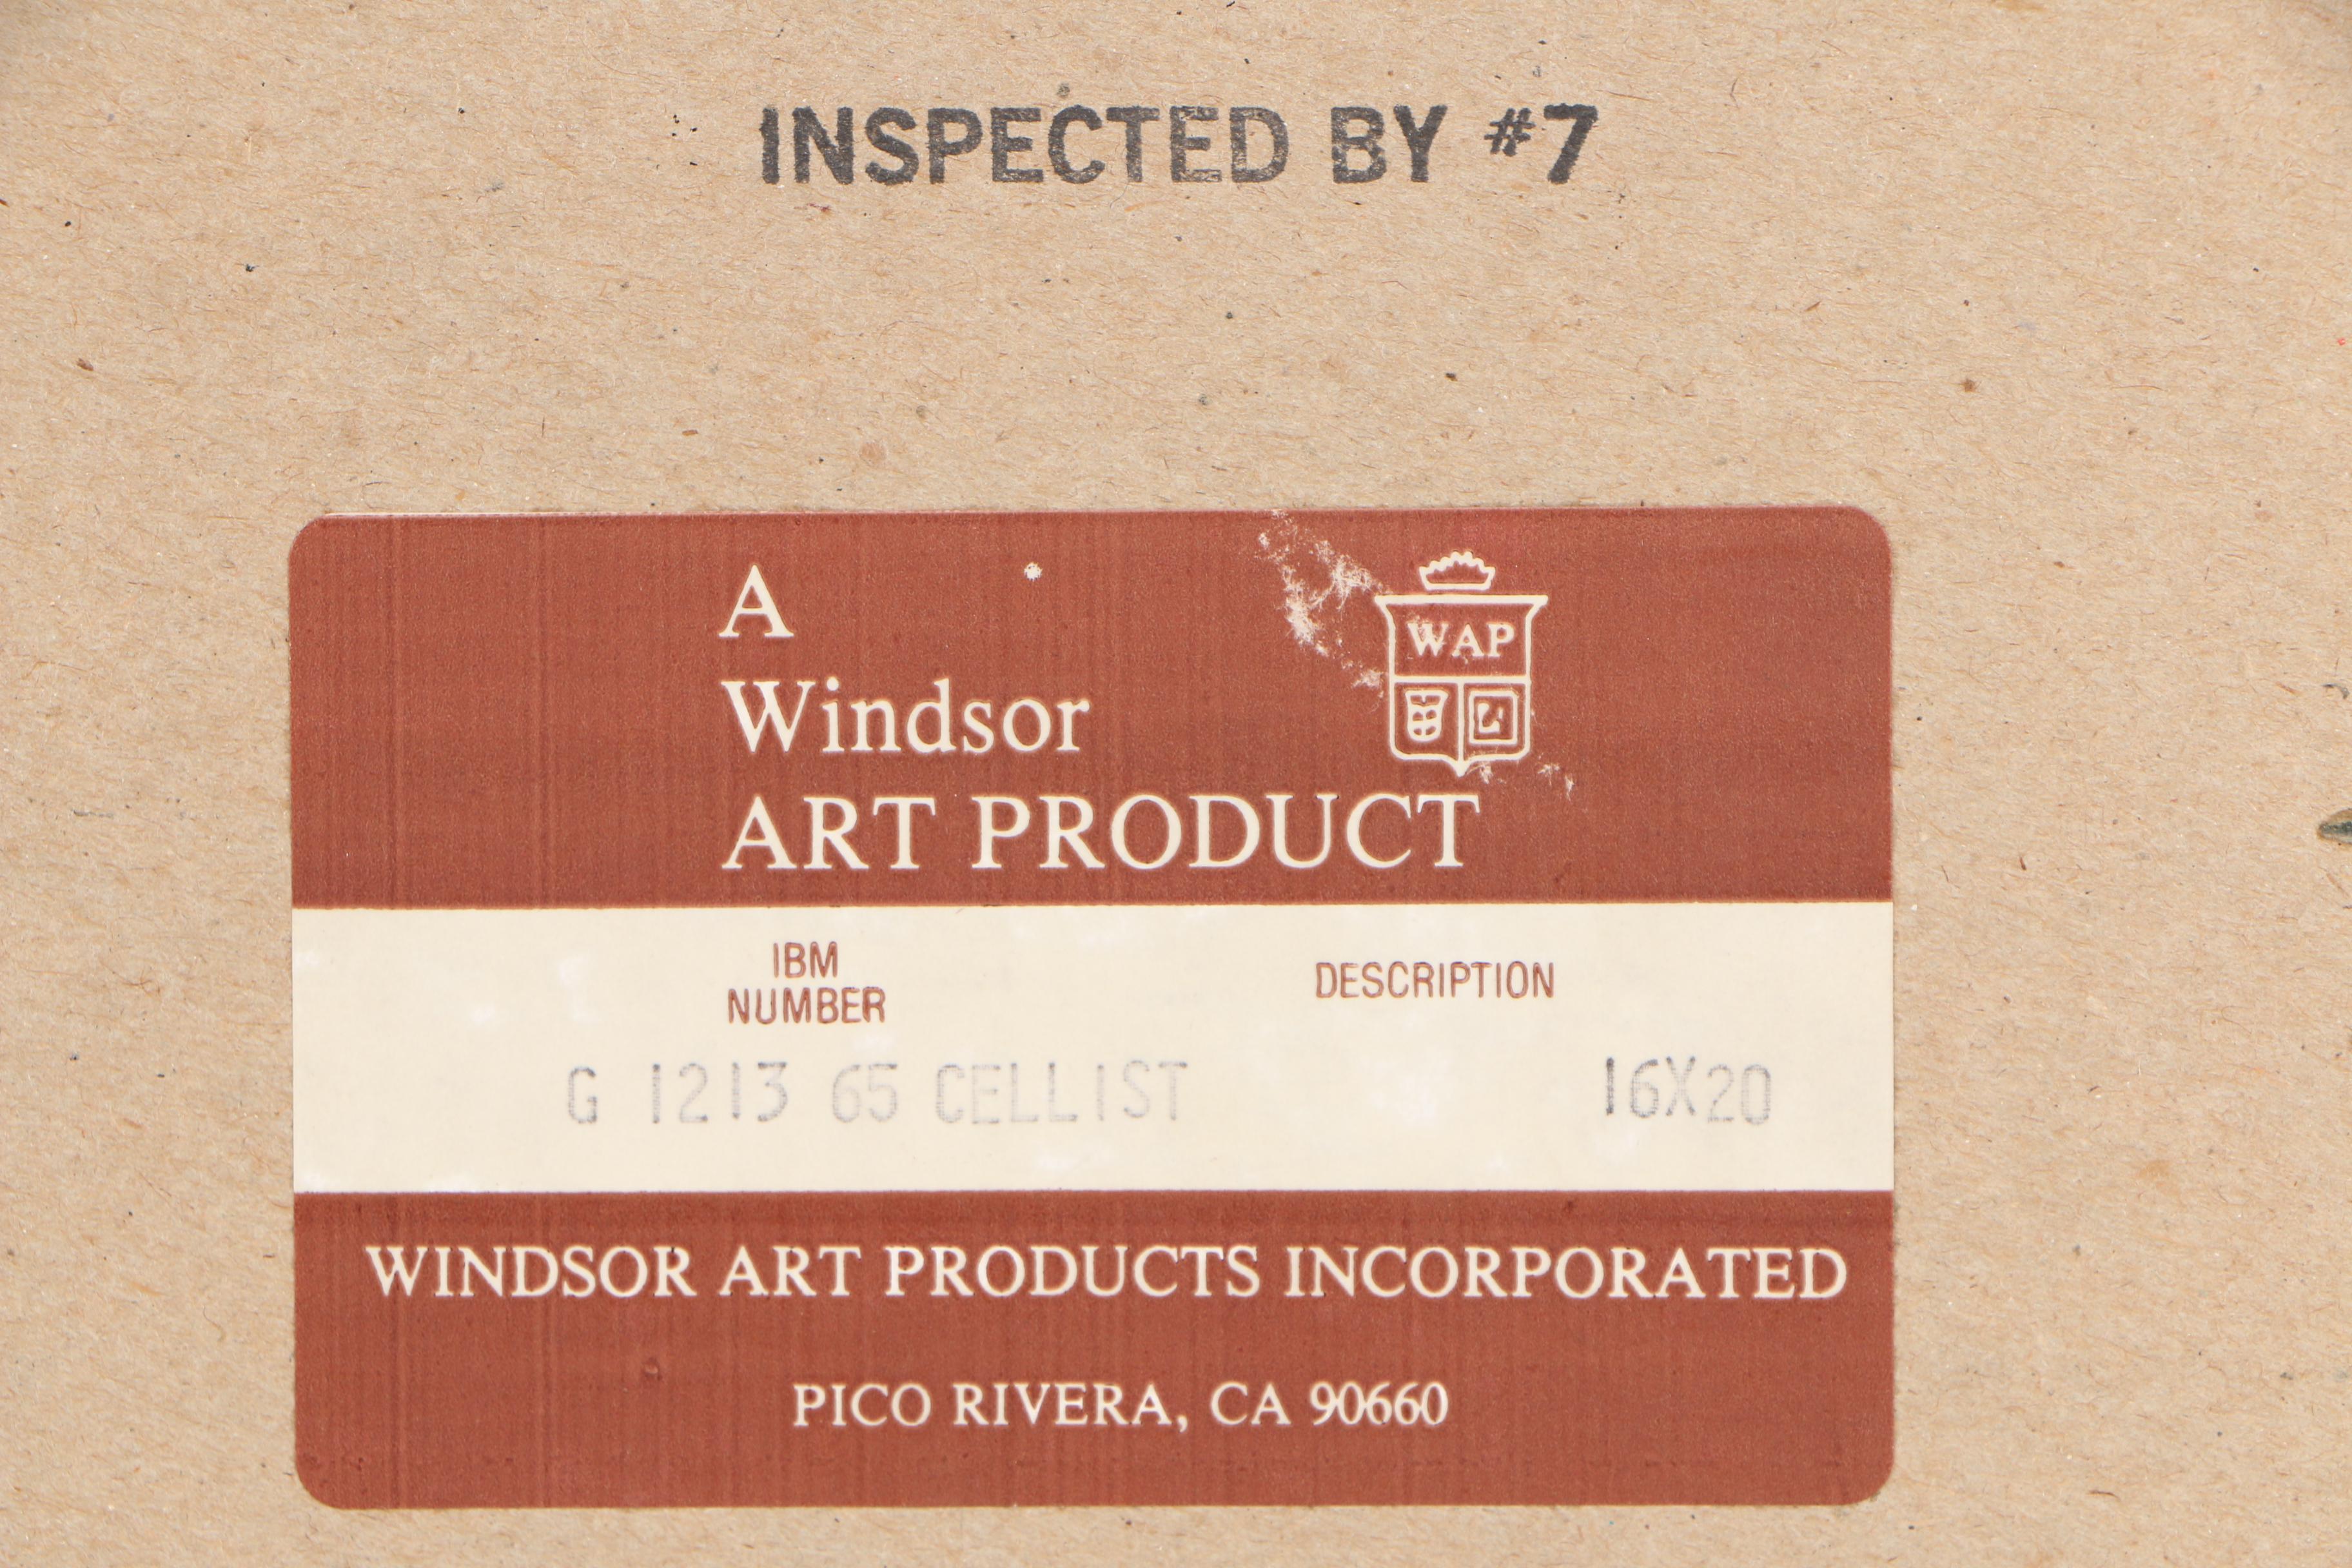 INSPECTED BY #7
A
Windsor
ART PRODUCT
WAP
IBM
NUMBER
DESCRIPTION
G 1213 65 CELLIST 16X20
WINDSOR ART PRODUCTS INCORPORATED
PICO RIVERA, CA 90660